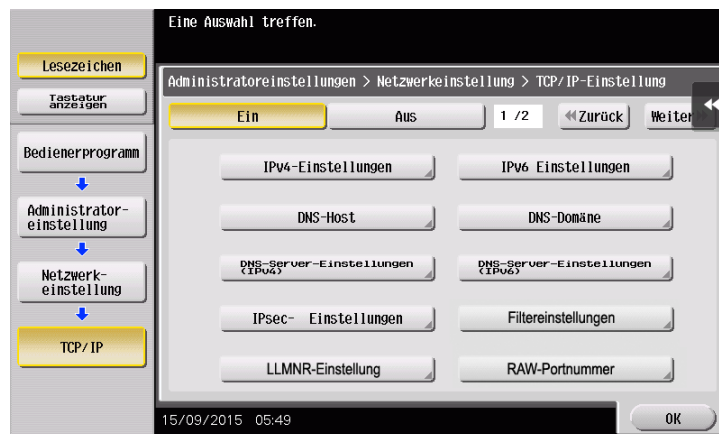 Eine Auswahl treffen.
Lesezeichen
Tastatur
anzeigen
Administratoreinstellungen > Netzwerkeinstellung > TCP/IP-Einstellung
Ein
Aus
1 /2
Zurück
Weiter
Bedienerprogramm
Administrator-
einstellung
Netzwerk-
einstellung
TCP/IP
IPv4-Einstellungen
IPv6 Einstellungen
DNS-Host
DNS-Domäne
DNS-Server-Einstellungen
(IPv4)
DNS-Server-Einstellungen
(IPv6)
IPsec- Einstellungen
Filtereinstellungen
LLMNR-Einstellung
RAW-Portnummer
15/09/2015 05:49
OK